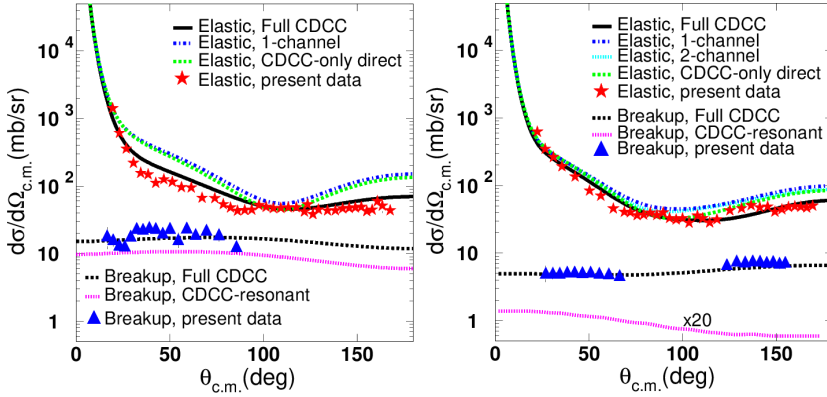 Elastic, Full CDCC
Elastic, 1-channel
Elastic, CDCC-only direct
Elastic, present data
Breakup, Full CDCC
Breakup, CDCC-resonant
Breakup, present data
10^4
10^3
10^2
10
1
dσ/dΩc.m.(mb/sr)
0 50 100 150
θc.m.(deg)
Elastic, Full CDCC
Elastic, 1-channel
Elastic, 2-channel
Elastic, CDCC-only direct
Elastic, present data
Breakup, Full CDCC
Breakup, CDCC-resonant
Breakup, present data
x20
10^4
10^3
10^2
10
1
dσ/dΩc.m.(mb/sr)
0 50 100 150
θc.m.(deg)